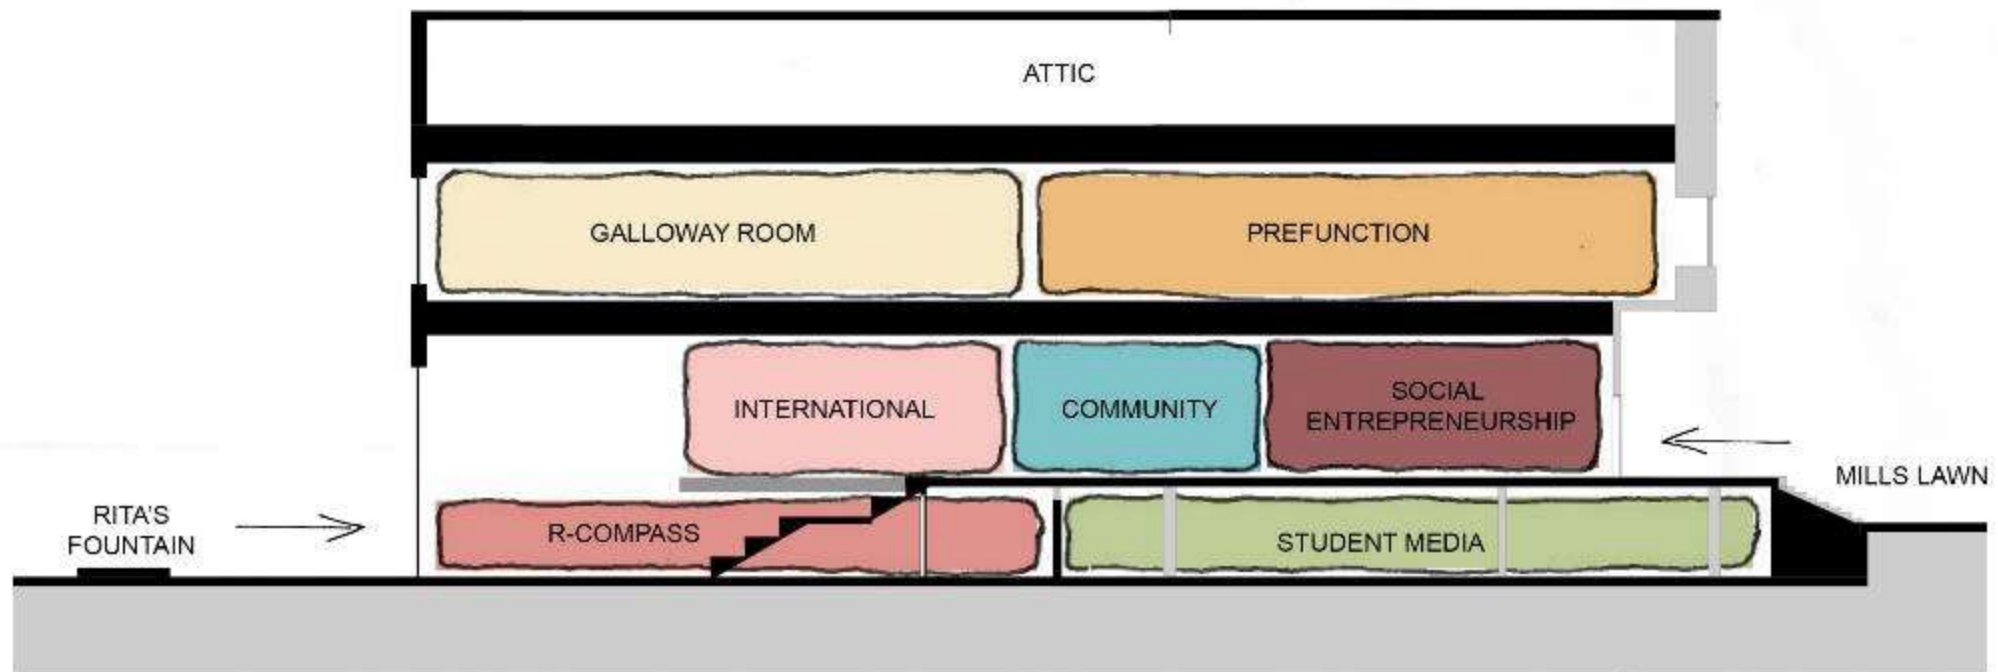 ATTIC
GALLOWAY ROOM
PREFUNCTION
INTERNATIONAL
COMMUNITY
SOCIAL
ENTREPRENEURSHIP
MILLS LAWN
RITA'S
FOUNTAIN
R-COMPASS
STUDENT MEDIA